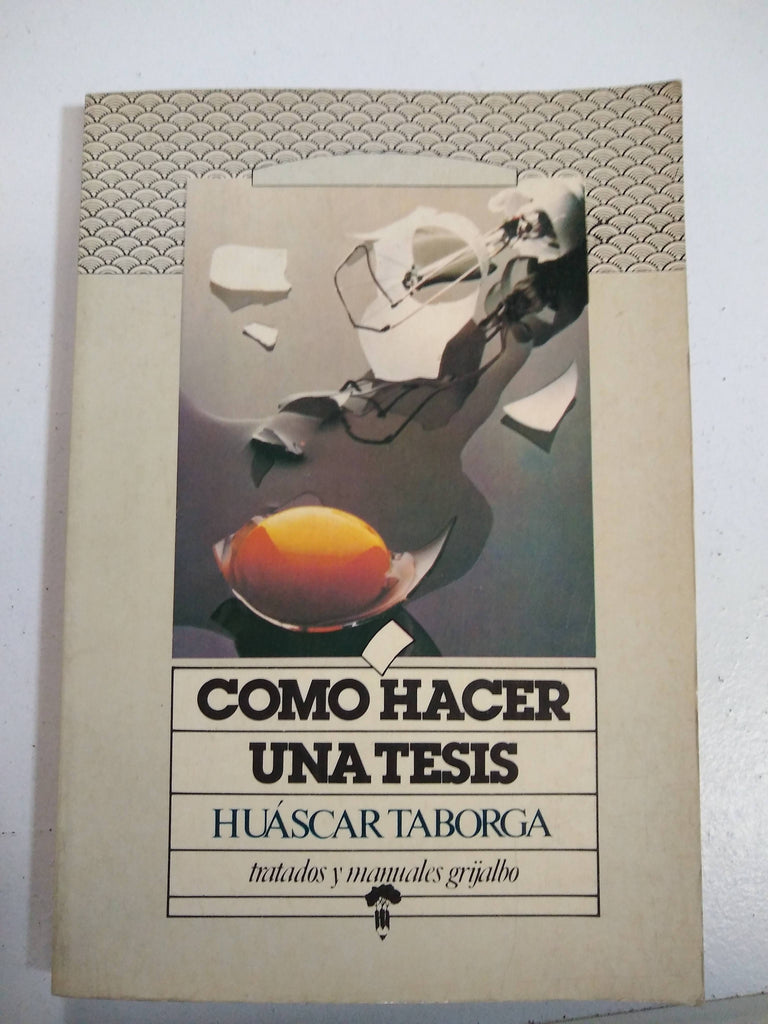 COMO HACER
UNA TESIS
HUÁSCAR TABORGA
tratados y manuales grijalbo